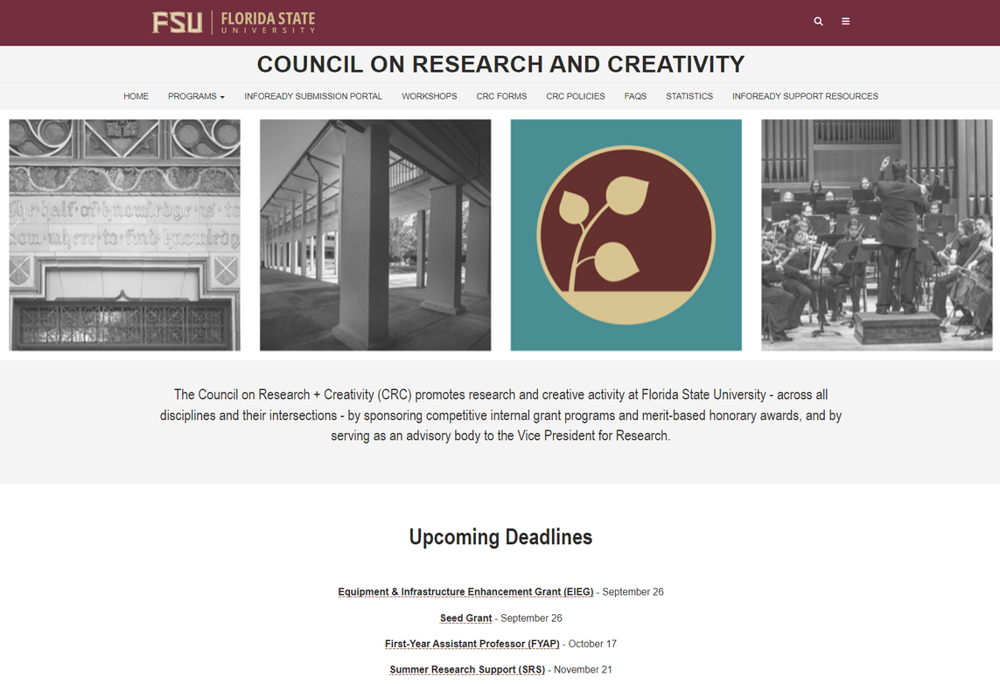 FSU FLORIDA STATE
UNIVERSITY
COUNCIL ON RESEARCH AND CREATIVITY
HOME PROGRAMS INFOREADY SUBMISSION PORTAL WORKSHOPS CRC FORMS CRC POLICIES FAQS STATISTICS INFOREADY SUPPORT RESOURCES
The half of knowledge is to
now where to find knowledg
The Council on Research + Creativity (CRC) promotes research and creative activity at Florida State University - across all
disciplines and their intersections - by sponsoring competitive internal grant programs and merit-based honorary awards, and by
serving as an advisory body to the Vice President for Research.
Upcoming Deadlines
Equipment & Infrastructure Enhancement Grant (EIEG) - September 26
Seed Grant - September 26
First-Year Assistant Professor (FYAP) - October 17
Summer Research Support (SRS) - November 21